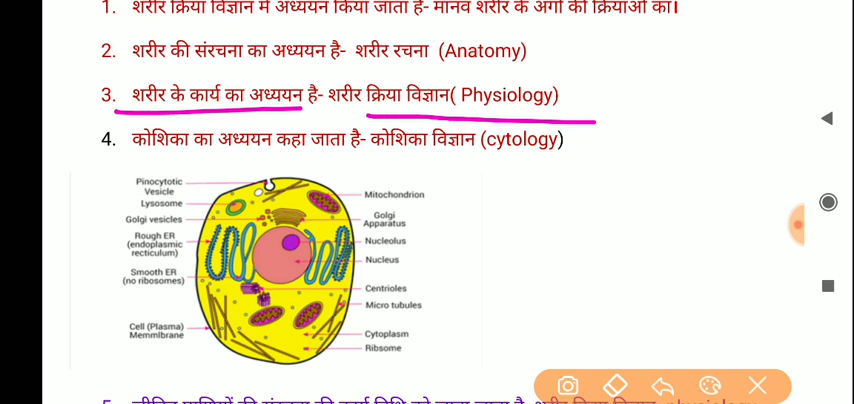 1. शरीर क्रिया विज्ञान में अध्ययन किया जाता है- मानव शरीर के अंगों की क्रियाओं का।
2. शरीर की संरचना का अध्ययन है- शरीर रचना (Anatomy)
3. शरीर के कार्य का अध्ययन है- शरीर क्रिया विज्ञान( Physiology)
4. कोशिका का अध्ययन कहा जाता है- कोशिका विज्ञान (cytology)
Pinocytotic
Vesicle
Lysosome
Golgi vesicles
Rough ER
(endoplasmic
recticulum)
Smooth ER
(no ribosomes)
Cell (Plasma)
Memmlbrane
Mitochondrion
Golgi
Apparatus
Nucleolus
Nucleus
Centrioles
Micro tubules
Cytoplasm
Ribsome